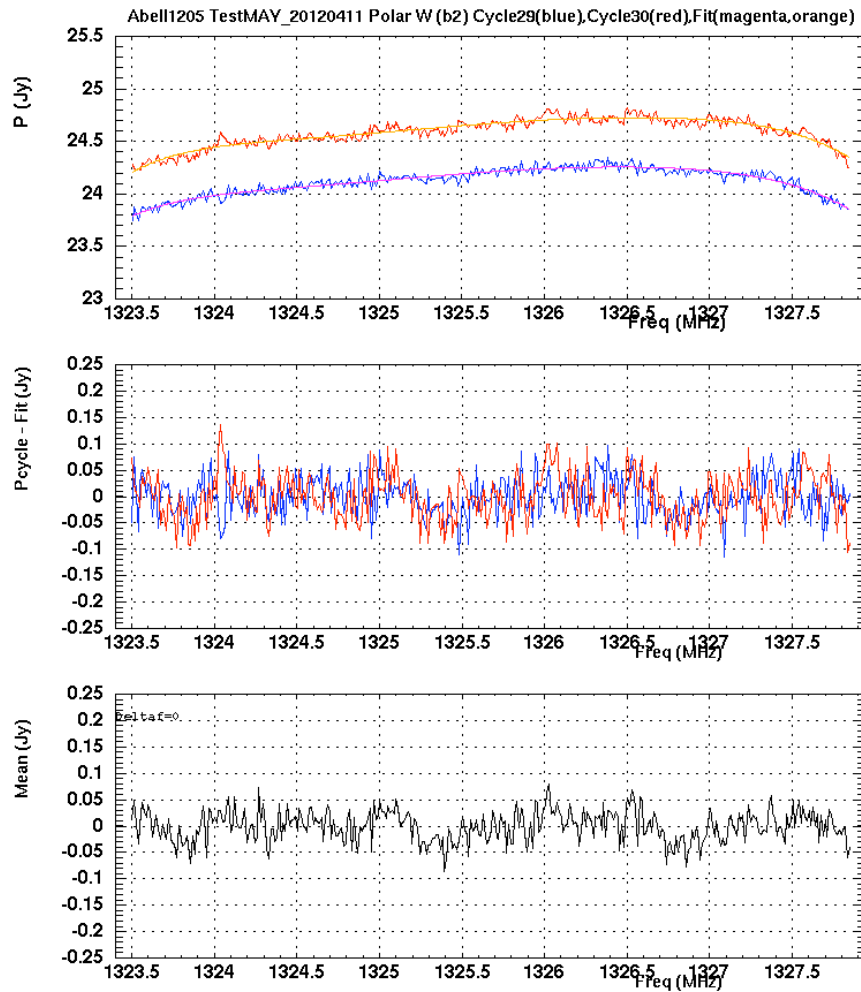 Abell1205 TestMAY_20120411 Polar W (b2) Cycle29(blue),Cycle30(red),Fit(magenta,orange)
P (Jy)
25.5
25
24.5
24
23.5
23
1323.5 1324 1324.5 1325 1325.5 1326 1326.5 1327 1327.5
Freq (MHz)
Pcycle - Fit (Jy)
0.25
0.2
0.15
0.1
0.05
0
-0.05
-0.1
-0.15
-0.2
-0.25
1323.5 1324 1324.5 1325 1325.5 1326 1326.5 1327 1327.5
Freq (MHz)
Mean (Jy)
0.25
0.2
Deltaf=0
0.15
0.1
0.05
0
-0.05
-0.1
-0.15
-0.2
-0.25
1323.5 1324 1324.5 1325 1325.5 1326 1326.5 1327 1327.5
Freq (MHz)